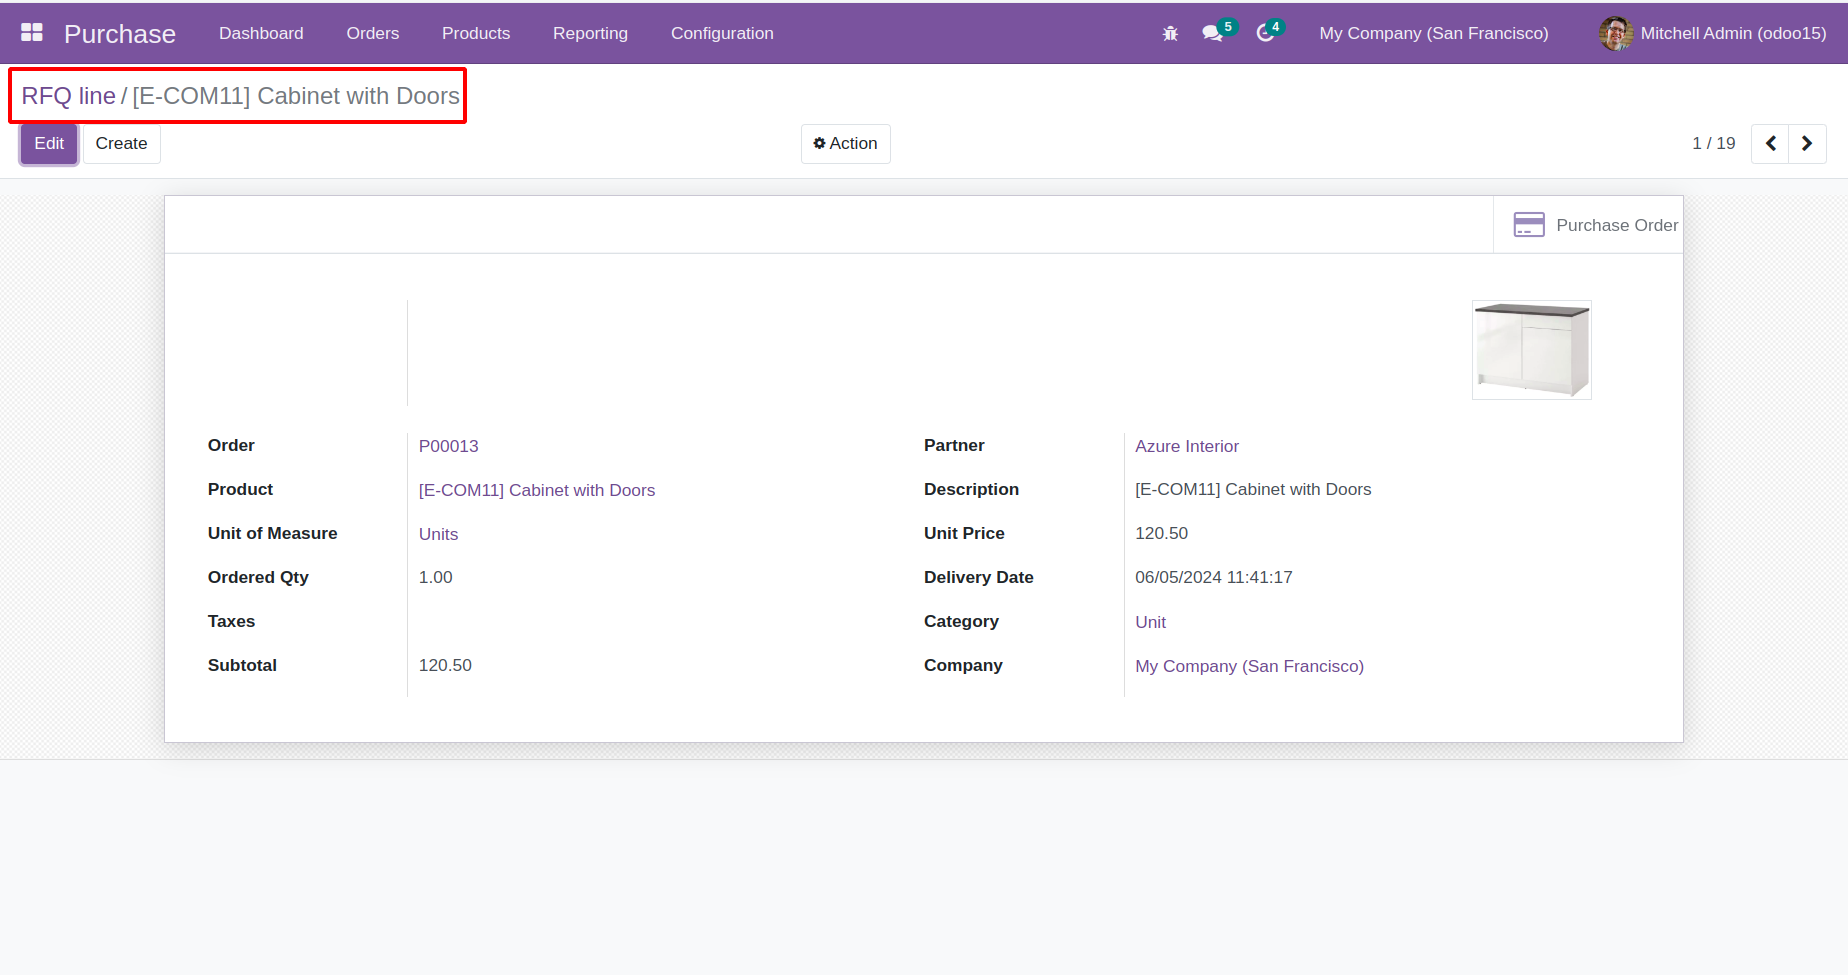 Purchase Dashboard Orders Products Reporting Configuration 5 4 My Company (San Francisco) Mitchell Admin (odoo15)
RFQ line / [E-COM11] Cabinet with Doors
Edit Create Action 1 / 19
Purchase Order
Order P00013 Partner Azure Interior
Product [E-COM11] Cabinet with Doors Description [E-COM11] Cabinet with Doors
Unit of Measure Units Unit Price 120.50
Ordered Qty 1.00 Delivery Date 06/05/2024 11:41:17
Taxes Category Unit
Subtotal 120.50 Company My Company (San Francisco)